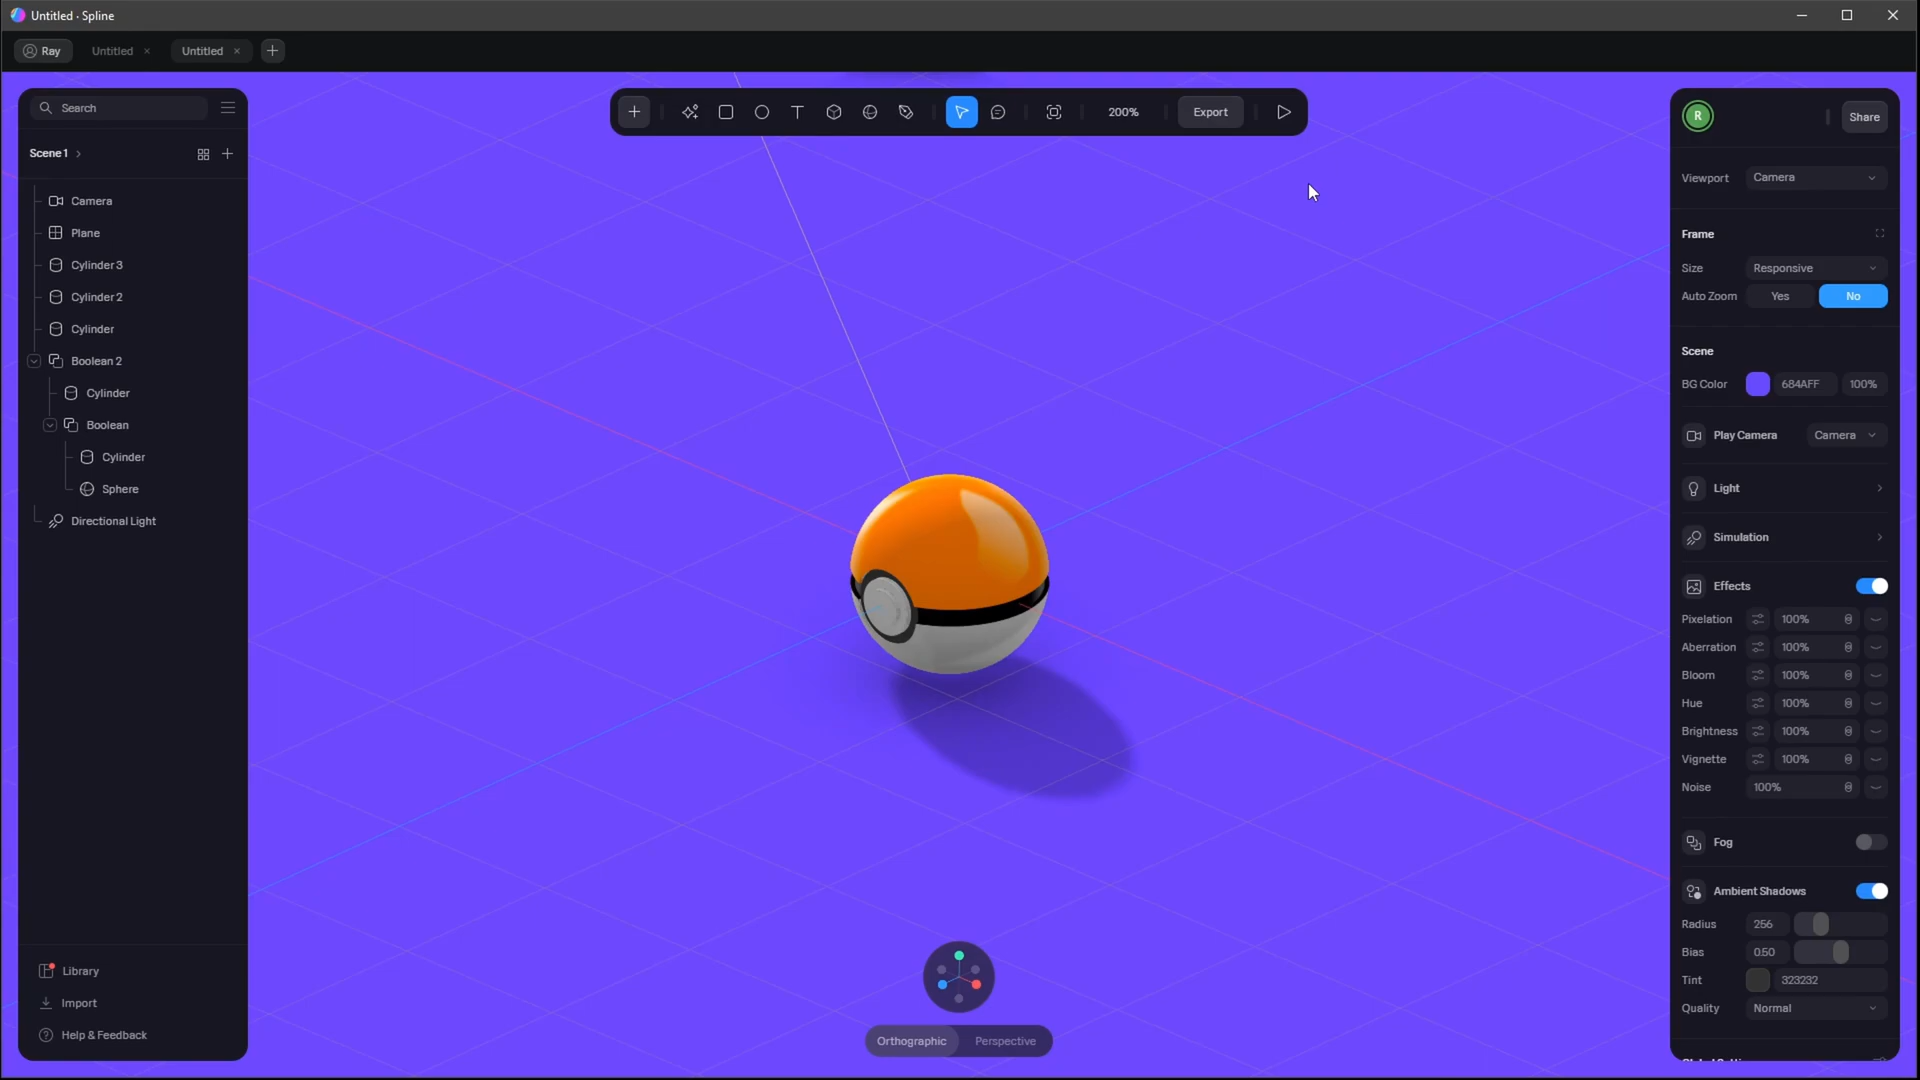 Untitled - Spline
Ray
Untitled
Untitled
Search
200%
Export
R
Share
Scene 1
Viewport
Camera
Camera
Plane
Cylinder 3
Cylinder 2
Cylinder
Boolean 2
Cylinder
Boolean
Cylinder
Sphere
Directional Light
Frame
Size
Responsive
Auto Zoom
Yes
No
Scene
BG Color
684AFF
100%
Play Camera
Camera
Light
Simulation
Effects
Pixelation
100%
Aberration
100%
Bloom
100%
Hue
100%
Brightness
100%
Vignette
100%
Noise
100%
Fog
Ambient Shadows
Radius
256
Bias
0.50
Tint
323232
Quality
Normal
Library
Import
Help & Feedback
Orthographic
Perspective